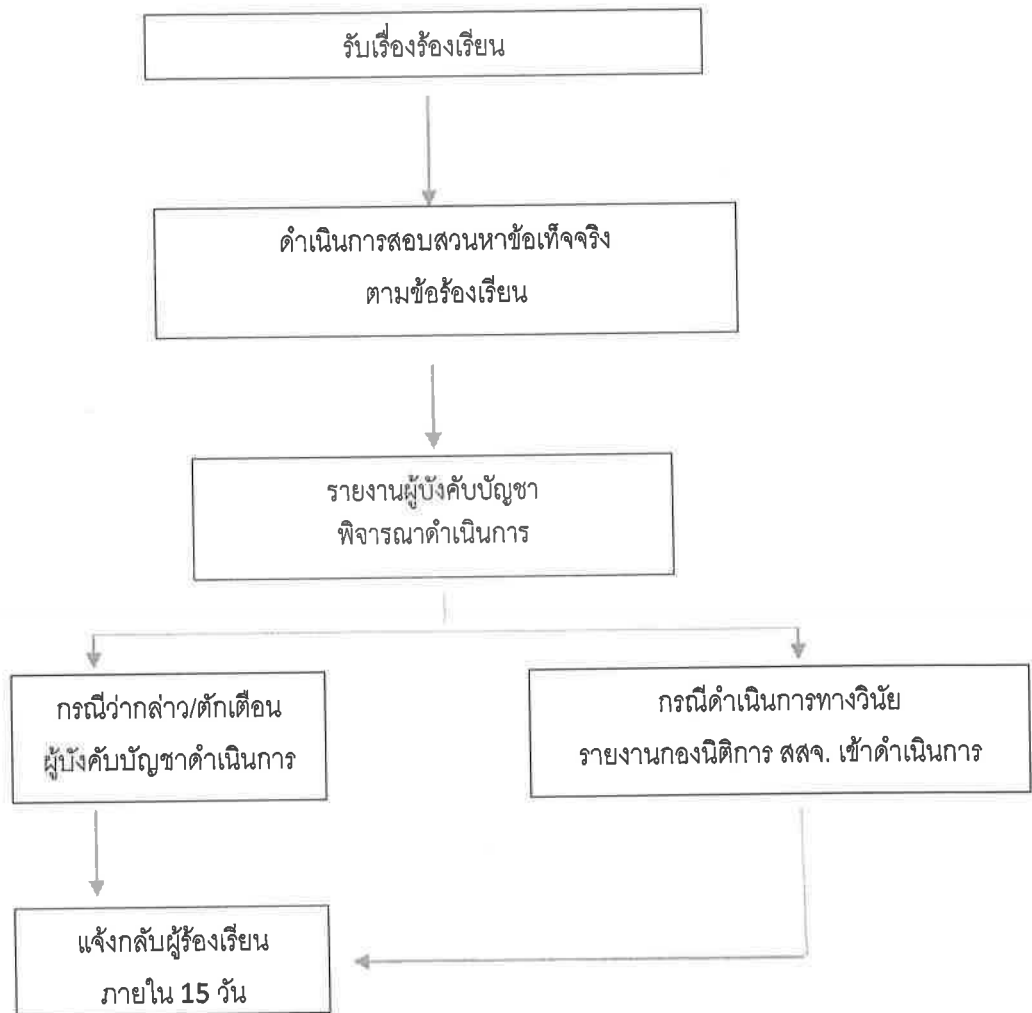 รับเรื่องร้องเรียน
ดำเนินการสอบสวนหาข้อเท็จจริง
ตามข้อร้องเรียน
รายงานผู้บังคับบัญชา
พิจารณาดำเนินการ
กรณีว่ากล่าว/ตักเตือน
ผู้บังคับบัญชาดำเนินการ
กรณีดำเนินการทางวินัย
รายงานกองนิติการ สสจ. เข้าดำเนินการ
แจ้งกลับผู้ร้องเรียน
ภายใน 15 วัน